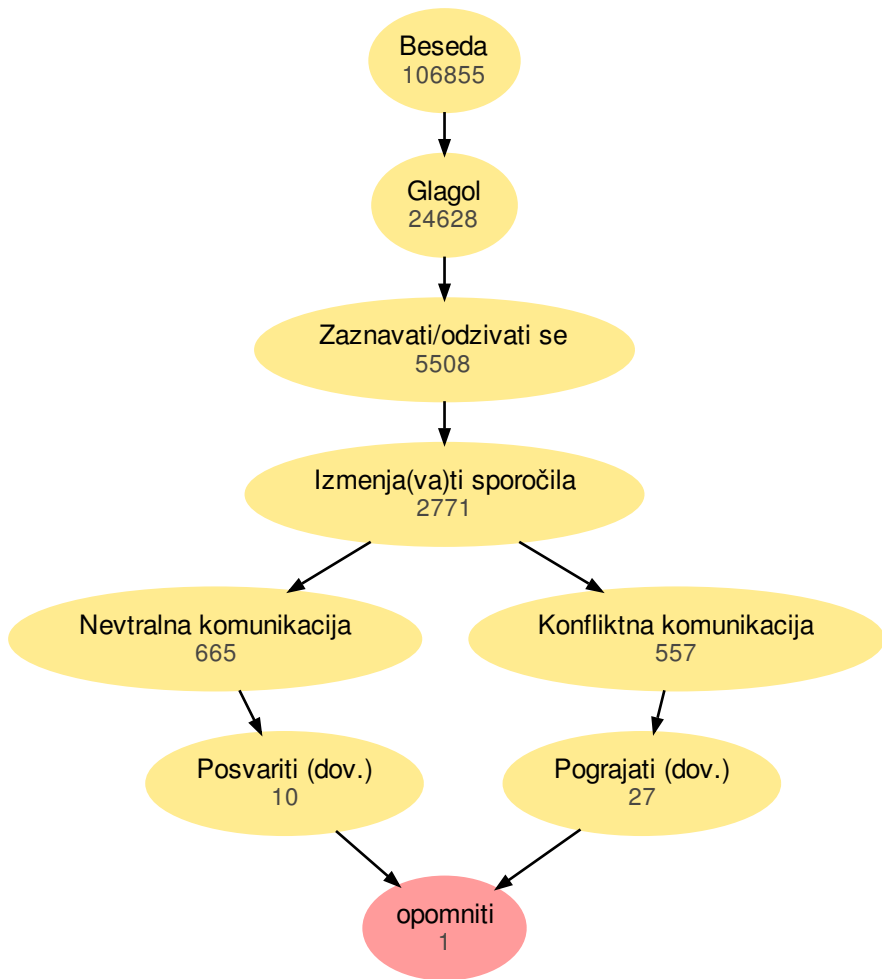 Beseda
106855
Glagol
24628
Zaznavati/odzivati se
5508
Izmenja(va)ti sporočila
2771
Nevtralna komunikacija
665
Konfliktna komunikacija
557
Posvariti (dov.)
10
Pograjati (dov.)
27
opomniti
1